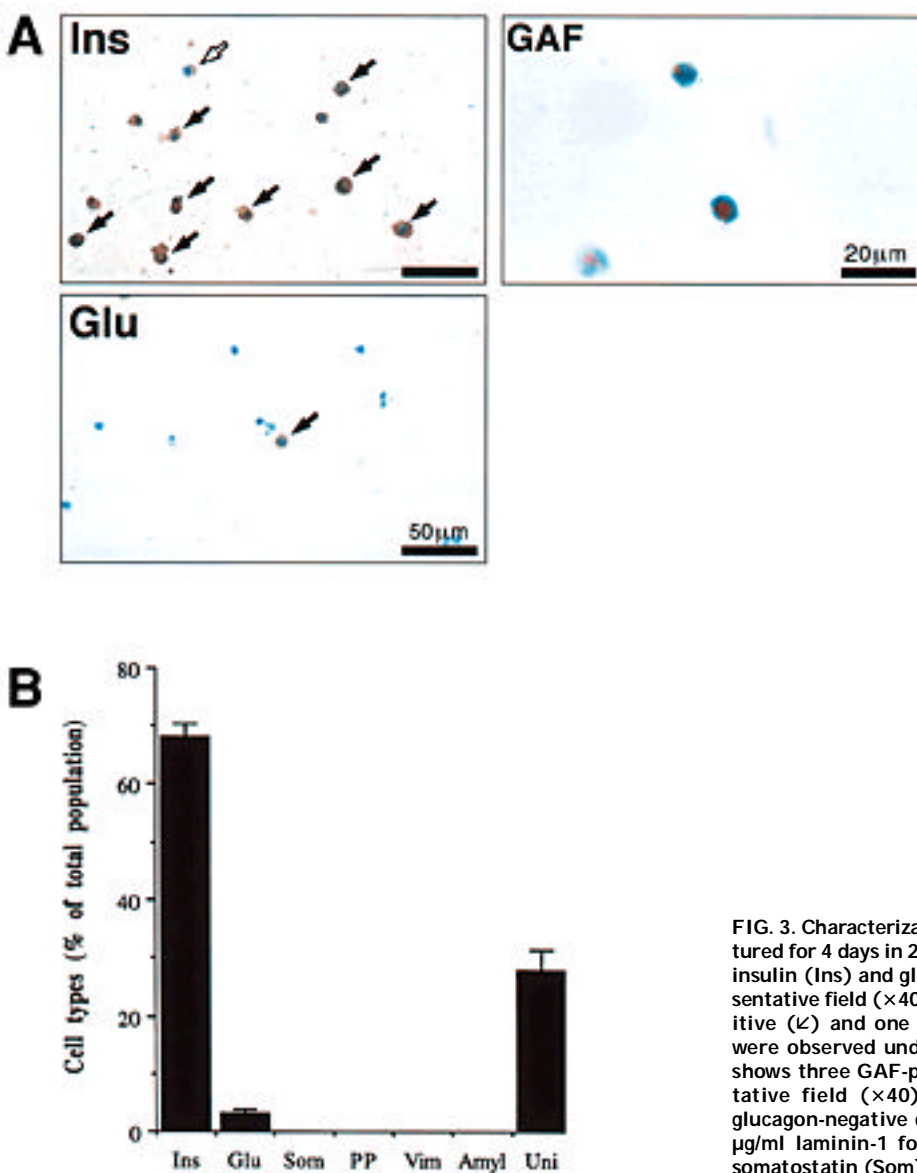 A
Ins
GAF
20μm
Glu
50μm
B
Cell types (% of total population)
80
60
40
20
0
Ins Glu Som PP Vim Amyl Uni
FIG. 3. Characteriza
tured for 4 days in 2
insulin (Ins) and gl
sentative field (×40
itive (↙) and one
were observed und
shows three GAF-p
tative field (×40)
glucagon-negative
µg/ml laminin-1 fo
somatostatin (Som)